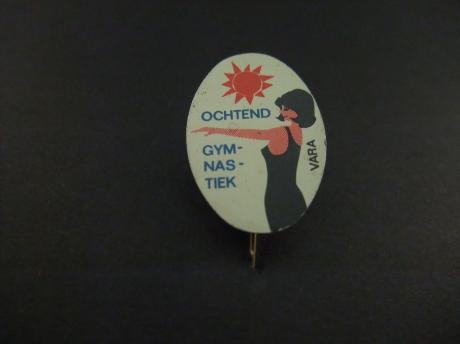 OCHTEND
GYM-
NAS-
TIEK
VARA